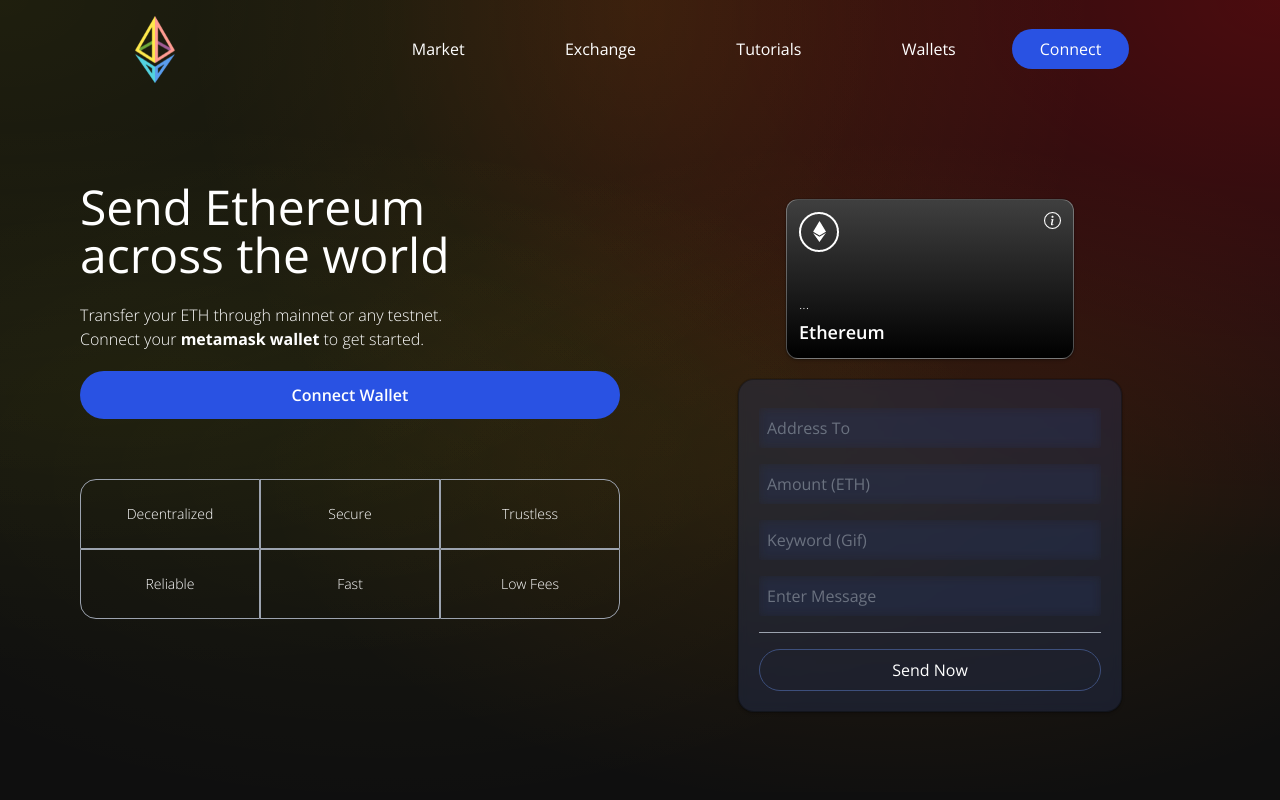 Market
Exchange
Tutorials
Wallets
Connect
Send Ethereum
across the world
Transfer your ETH through mainnet or any testnet.
Connect your metamask wallet to get started.
Connect Wallet
Decentralized
Secure
Trustless
Reliable
Fast
Low Fees
...
Ethereum
Address To
Amount (ETH)
Keyword (Gif)
Enter Message
Send Now